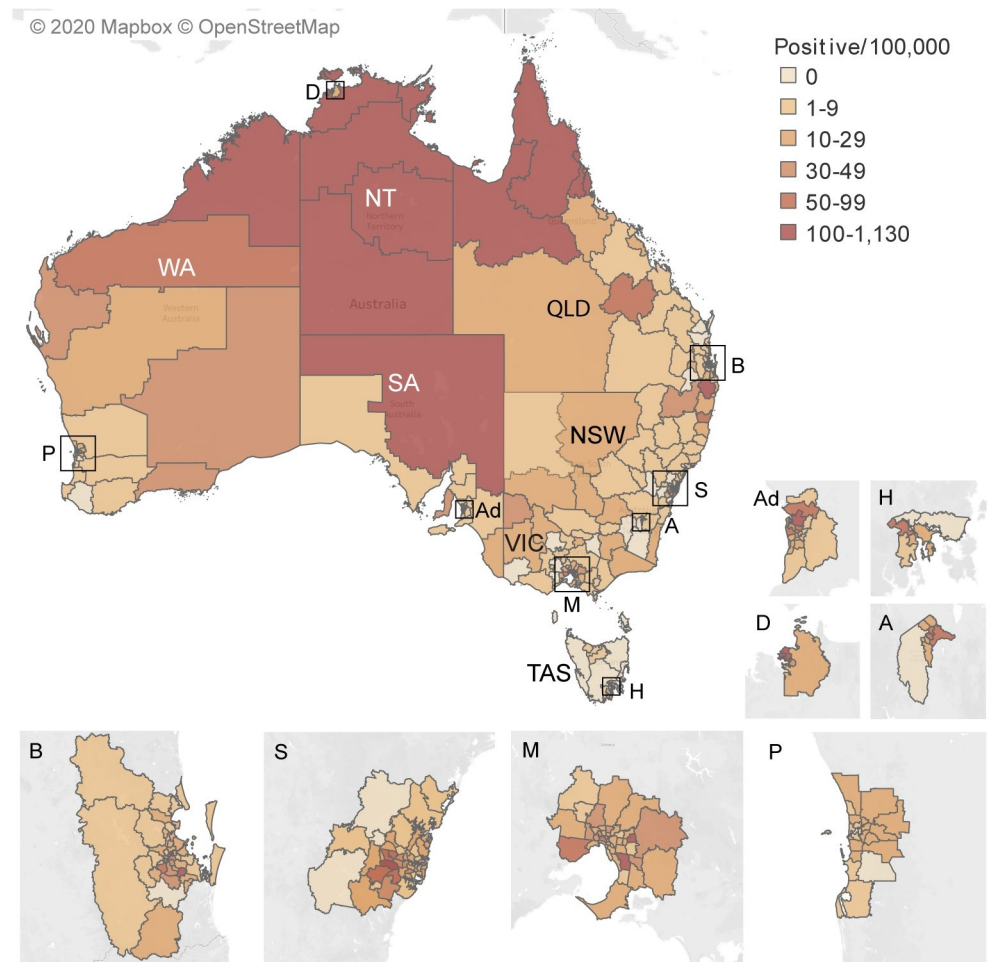 © 2020 Mapbox © OpenStreetMap
Positive/100,000
0
1-9
10-29
30-49
50-99
100-1,130
D
NT
Northern
Territory
Queensland
WA
Western
Australia
Australia
QLD
B
SA
South
Australia
NSW
P
S
Ad
A
VIC
M
TAS
H
Ad
H
D
A
B
S
M
P